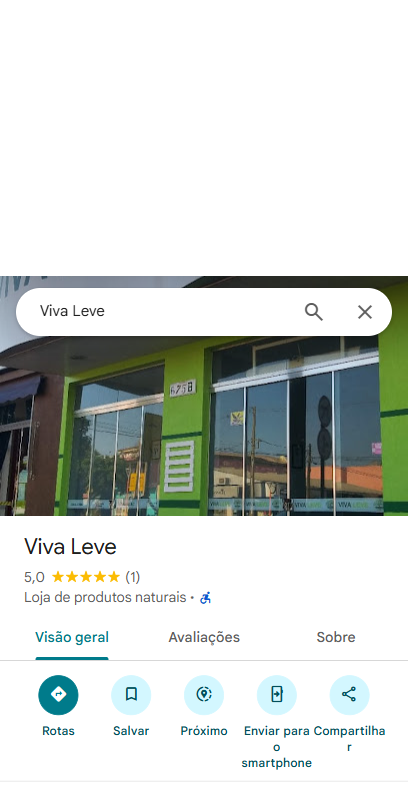 Viva Leve
Viva Leve
5,0 (1)
Loja de produtos naturais ·
Visão geral Avaliações Sobre
Rotas Salvar Próximo Enviar para Compartilha
o r
smartphone